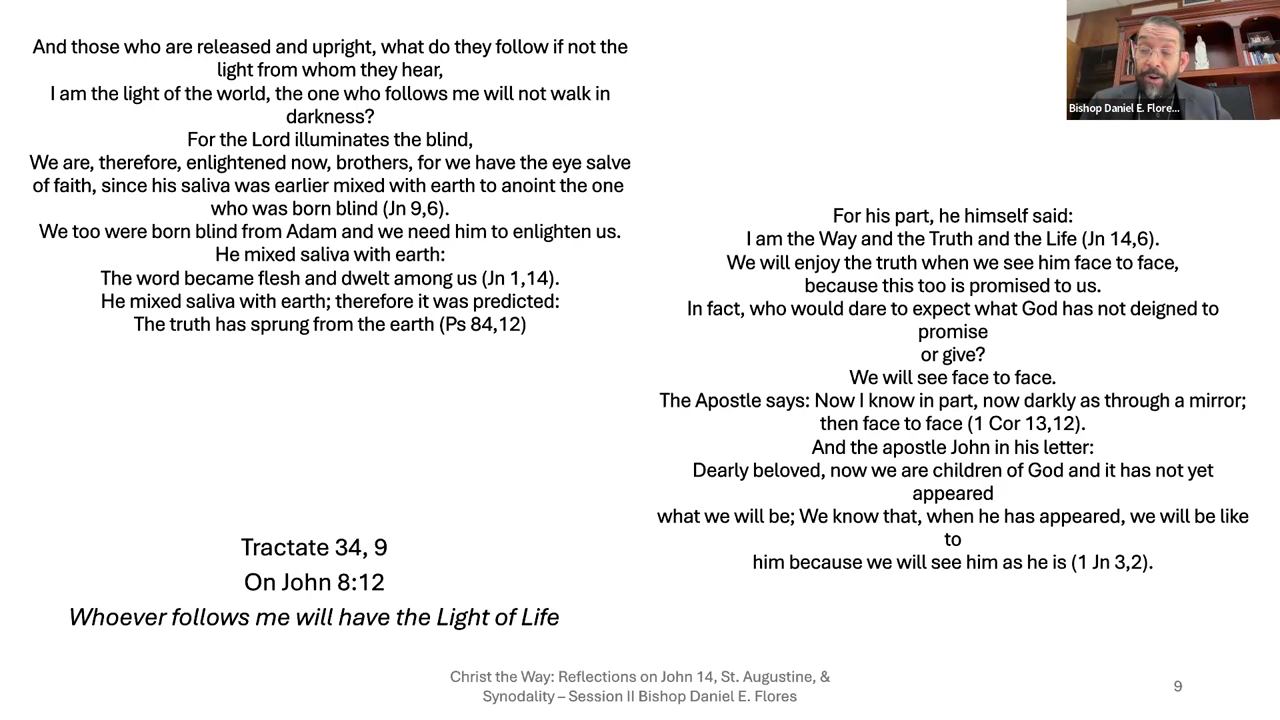 And those who are released and upright, what do they follow if not the
light from whom they hear,
I am the light of the world, the one who follows me will not walk in
darkness?
For the Lord illuminates the blind,
We are, therefore, enlightened now, brothers, for we have the eye salve
of faith, since his saliva was earlier mixed with earth to anoint the one
who was born blind (Jn 9,6).
We too were born blind from Adam and we need him to enlighten us.
He mixed saliva with earth:
The word became flesh and dwelt among us (Jn 1,14).
He mixed saliva with earth; therefore it was predicted:
The truth has sprung from the earth (Ps 84,12)
Tractate 34, 9
On John 8:12
Whoever follows me will have the Light of Life
Bishop Daniel E. Flore...
For his part, he himself said:
I am the Way and the Truth and the Life (Jn 14,6).
We will enjoy the truth when we see him face to face,
because this too is promised to us.
In fact, who would dare to expect what God has not deigned to
promise
or give?
We will see face to face.
The Apostle says: Now I know in part, now darkly as through a mirror;
then face to face (1 Cor 13,12).
And the apostle John in his letter:
Dearly beloved, now we are children of God and it has not yet
appeared
what we will be; We know that, when he has appeared, we will be like
to
him because we will see him as he is (1 Jn 3,2).
Christ the Way: Reflections on John 14, St. Augustine, &
Synodality – Session II Bishop Daniel E. Flores
9